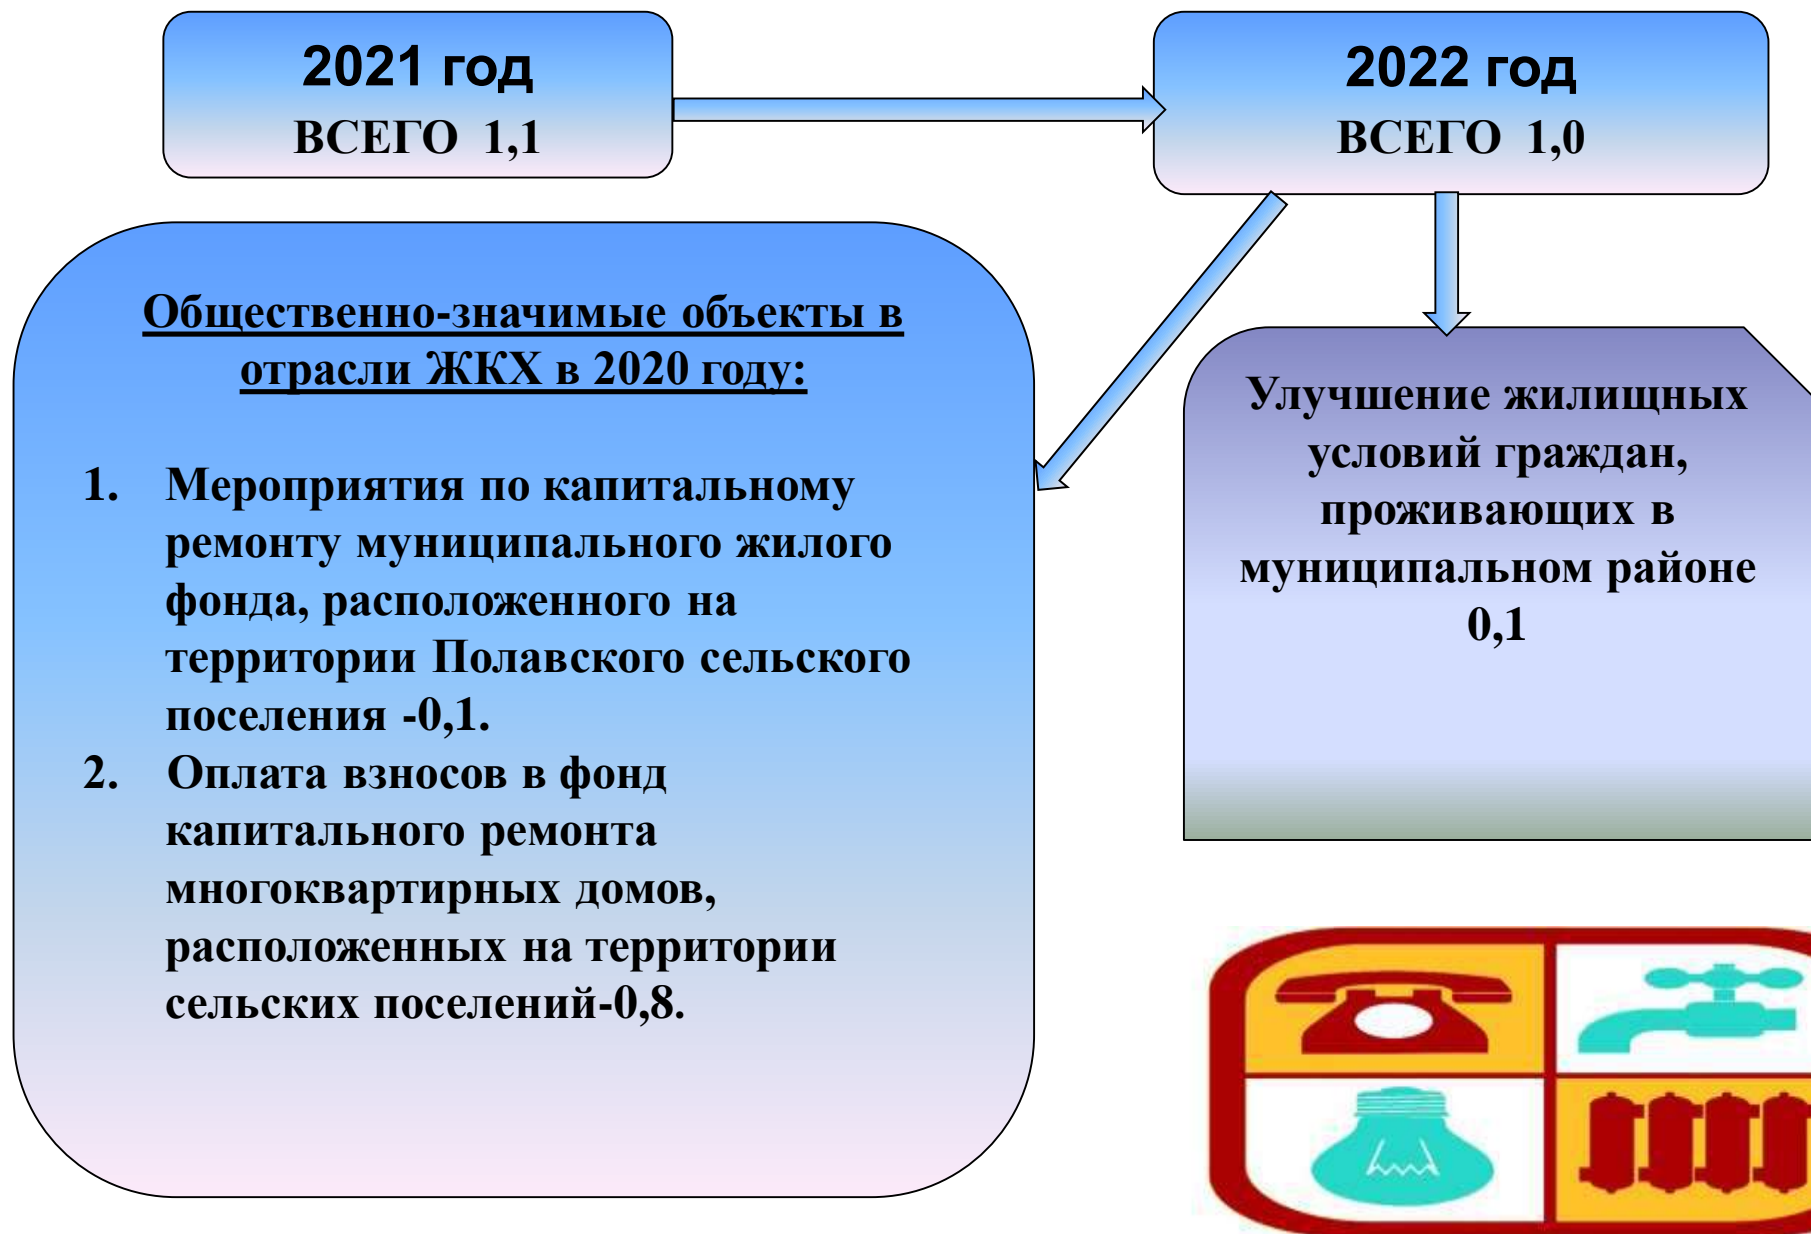 2021 год
ВСЕГО 1,1
2022 год
ВСЕГО 1,0
Общественно-значимые объекты в
отрасли ЖКХ в 2020 году:
1. Мероприятия по капитальному
ремонту муниципального жилого
фонда, расположенного на
территории Полавского сельского
поселения -0,1.
2. Оплата взносов в фонд
капитального ремонта
многоквартирных домов,
расположенных на территории
сельских поселений-0,8.
Улучшение жилищных
условий граждан,
проживающих в
муниципальном районе
0,1